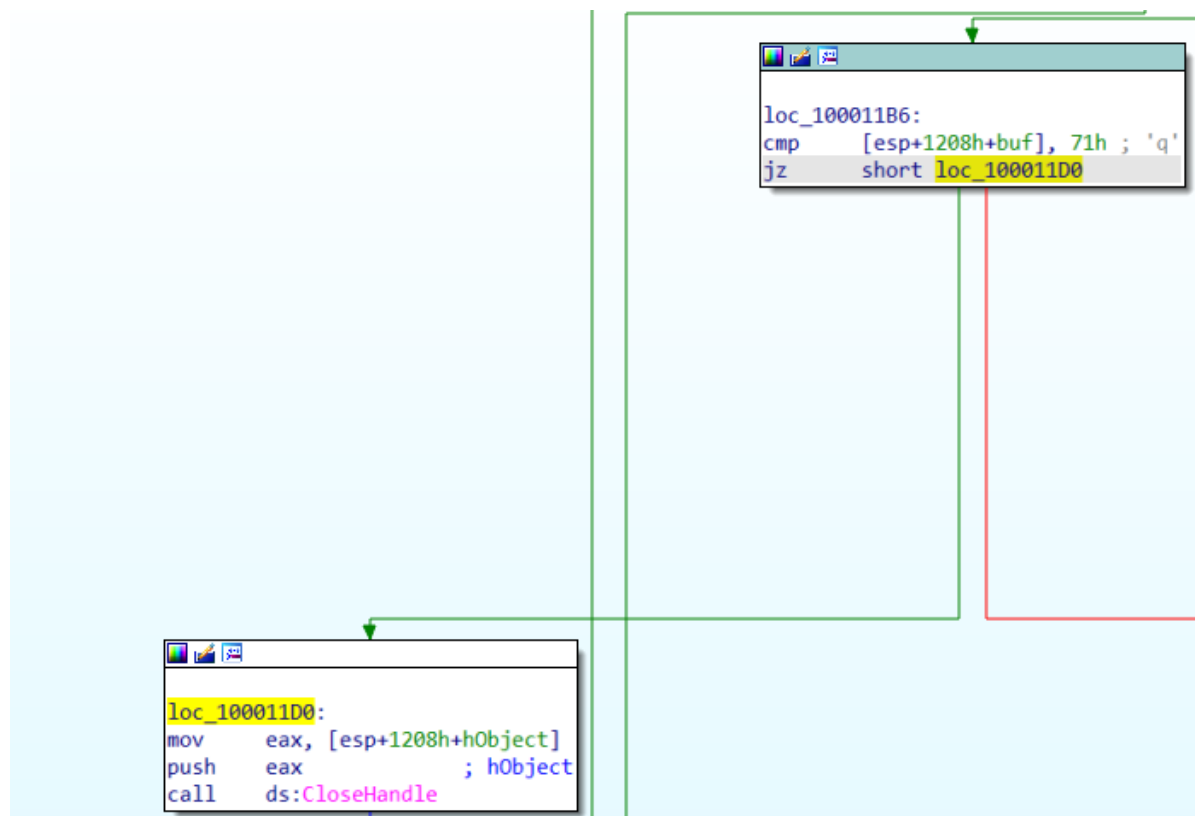 loc_100011B6:
cmp     [esp+1208h+buf], 71h ; 'q'
jz      short loc_100011D0
loc_100011D0:
mov     eax, [esp+1208h+hObject]
push    eax             ; hObject
call    ds:CloseHandle